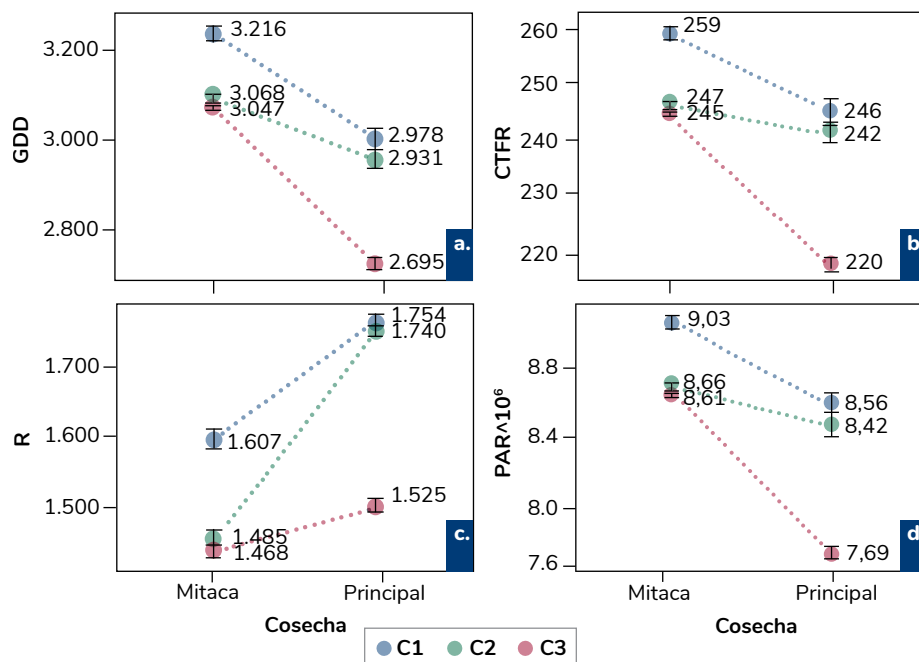 GDD
3.200
3.000
2.800
3.216
3.068
3.047
2.978
2.931
2.695
a.
CTFR
260
250
240
230
220
259
247
245
246
242
220
b
R
1.700
1.600
1.500
1.607
1.485
1.468
1.754
1.740
1.525
c.
Mitaca
Principal
Cosecha
PAR^10⁶
8.8
8.4
8.0
7.6
9,03
8,66
8,61
8,56
8,42
7,69
d
Mitaca
Principal
Cosecha
C1 C2 C3